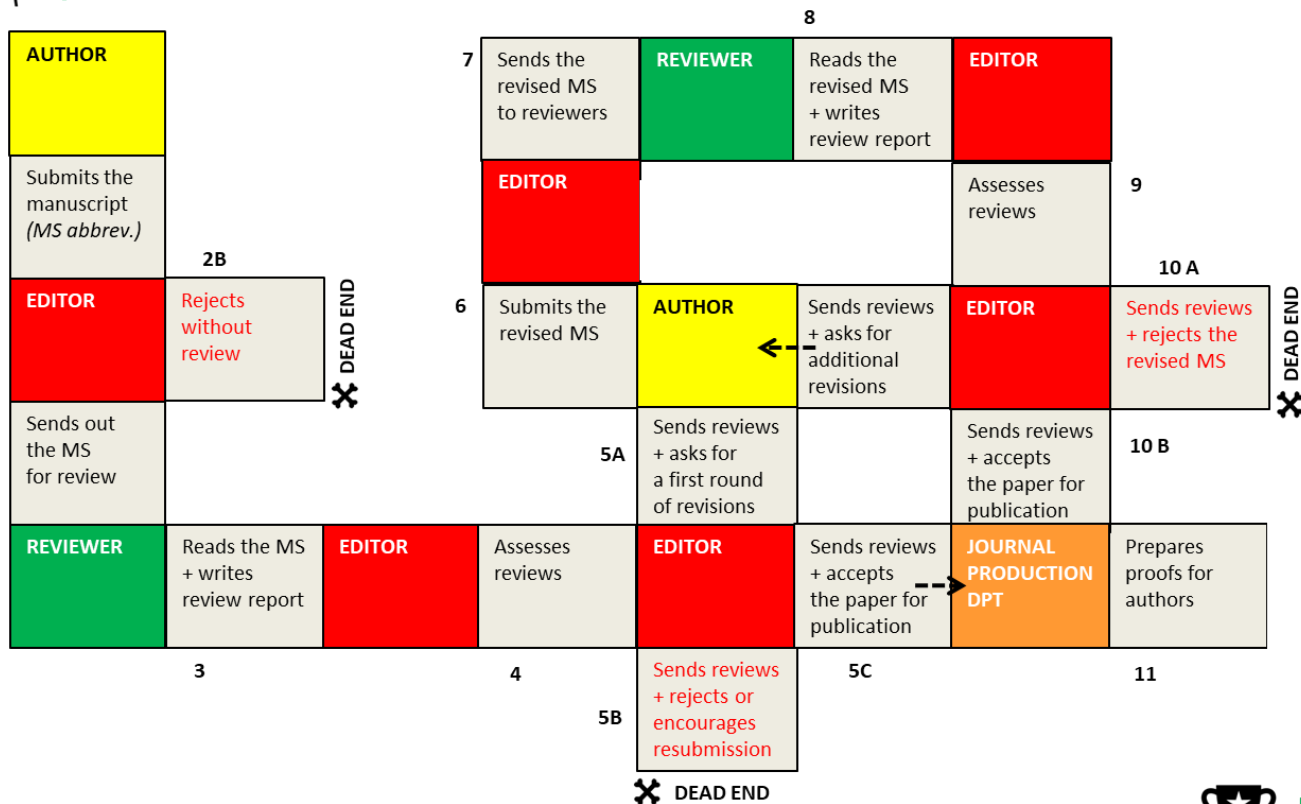 AUTHOR
Submits the
manuscript
(MS abbrev.)
2B
EDITOR
Rejects
without
review
DEAD END
Sends out
the MS
for review
REVIEWER
Reads the MS
+ writes
review report
3
EDITOR
Assesses
reviews
4
EDITOR
5A
Sends reviews
+ asks for
a first round
of revisions
5B
Sends reviews
+ rejects or
encourages
resubmission
DEAD END
Sends reviews
+ accepts
the paper for
publication
5C
AUTHOR
6
Submits the
revised MS
EDITOR
7
Sends the
revised MS
to reviewers
REVIEWER
8
Reads the
revised MS
+ writes
review report
EDITOR
Assesses
reviews
9
EDITOR
Sends reviews
+ asks for
additional
revisions
10 A
Sends reviews
+ rejects the
revised MS
DEAD END
Sends reviews
+ accepts
the paper for
publication
10 B
JOURNAL
PRODUCTION
DPT
Prepares
proofs for
authors
11